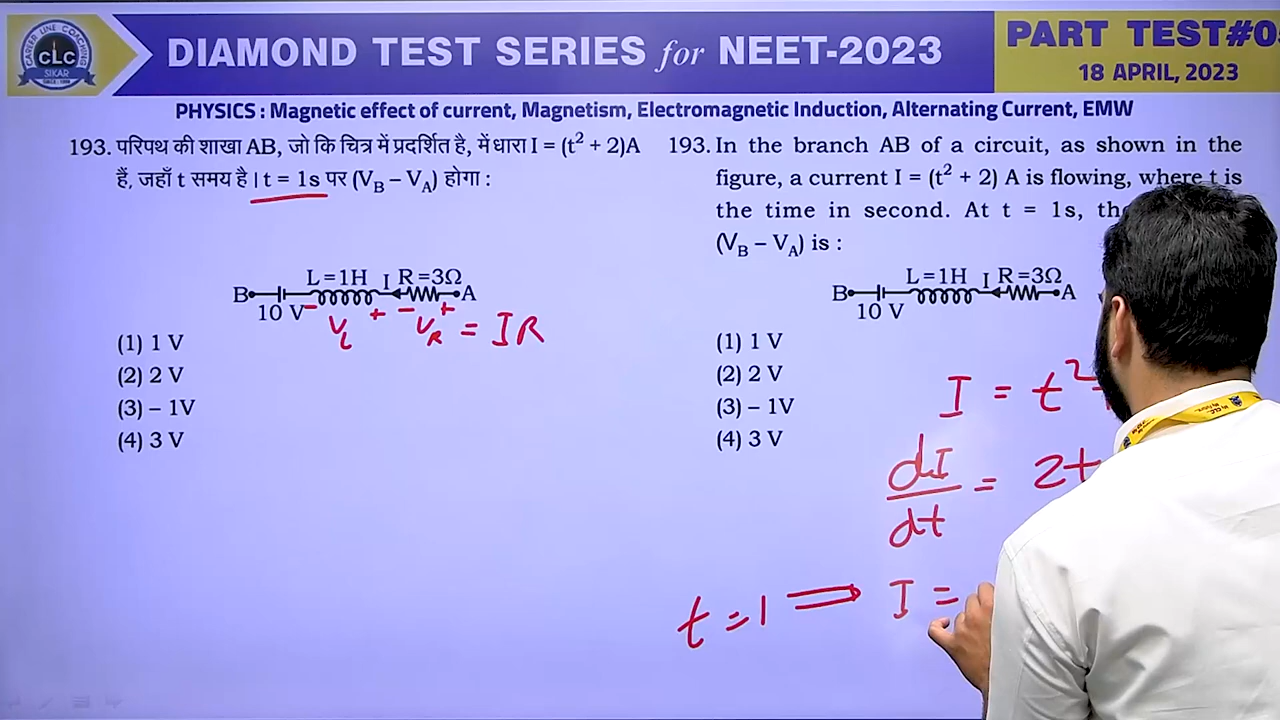 CAREER LINE COACHING
CLC
SIKAR
DIAMOND TEST SERIES for NEET-2023
PART TEST#0
18 APRIL, 2023
PHYSICS : Magnetic effect of current, Magnetism, Electromagnetic Induction, Alternating Current, EMW
193. परिपथ की शाखा AB, जो कि चित्र में प्रदर्शित है, में धारा I = (t² + 2)A
हैं, जहाँ t समय है। t = 1s पर (V_B – V_A) होगा :
L=1H I R=3Ω
B A
10 V
- V_L + - V_R + = IR
(1) 1 V
(2) 2 V
(3) – 1V
(4) 3 V
193. In the branch AB of a circuit, as shown in the
figure, a current I = (t² + 2) A is flowing, where t is
the time in second. At t = 1s,
(V_B – V_A) is :
L=1H I R=3Ω
B A
10 V
(1) 1 V
(2) 2 V
(3) – 1V
(4) 3 V
I = t²
dI/dt = 2t
t = 1 ⟹ I =